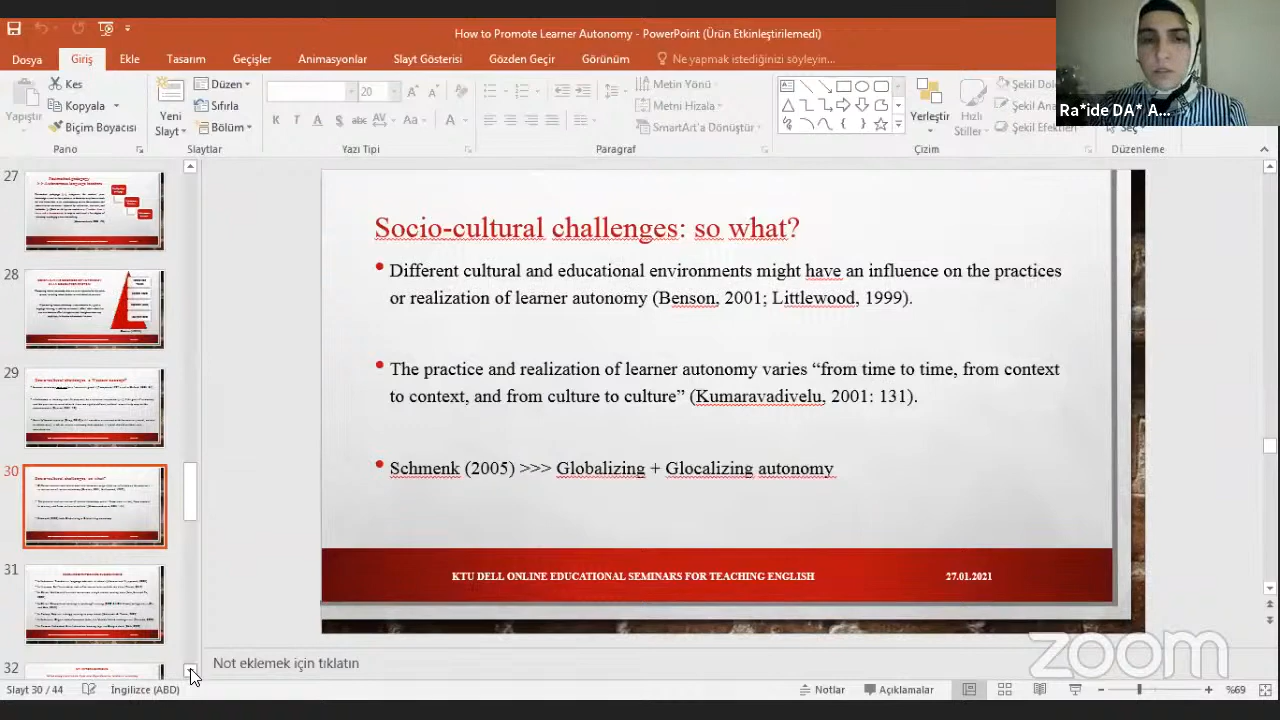 How to Promote Learner Autonomy - PowerPoint (Ürün Etkinleştirilemedi)
Dosya Giriş Ekle Tasarım Geçişler Animasyonlar Slayt Gösterisi Gözden Geçir Görünüm Ne yapmak istediğinizi söyleyin...
Ra*ide DA* A...
Yapıştır
Kes
Kopyala
Biçim Boyacısı
Pano
Yeni
Slayt
Düzen
Sıfırla
Bölüm
Slaytlar
20
K T A S
Aa
Yazı Tipi
Metin Yönü
Metni Hizala
SmartArt'a Dönüştür
Paragraf
Yerleştir
Hızlı
Stiller
Şekil Efektleri
Çizim
Seç
Düzenleme
27
28
29
30
31
32
Socio-cultural challenges: so what?
Different cultural and educational environments might have an influence on the practices
or realization of learner autonomy (Benson, 2001; Littlewood, 1999).
The practice and realization of learner autonomy varies “from time to time, from context
to context, and from culture to culture” (Kumaravadivelu, 2001: 131).
Schmenk (2005) >>> Globalizing + Glocalizing autonomy
KTU DELL ONLINE EDUCATIONAL SEMINARS FOR TEACHING ENGLISH 27.01.2021
zoom
Not eklemek için tıklatın
Slayt 30 / 44 İngilizce (ABD) Notlar Açıklamalar %69